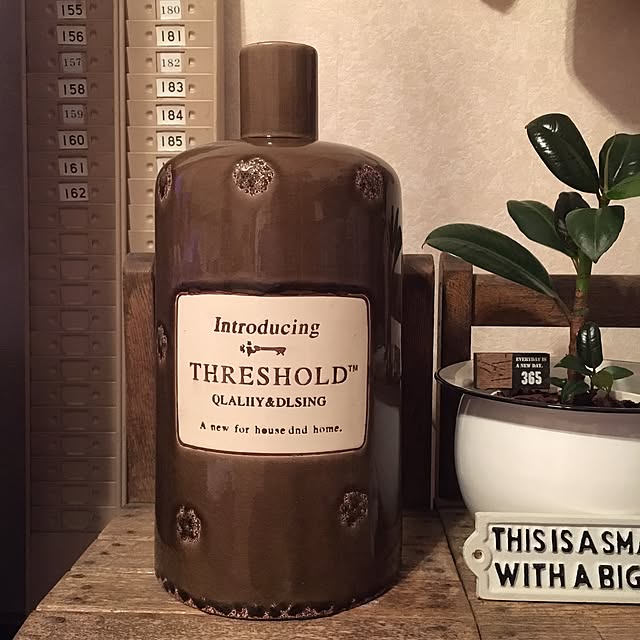 155
156
157
158
159
160
161
162
180
181
182
183
184
185
Introducing
THRESHOLD™
QLALIIY&DLSING
A new for house dnd home.
EVERYDAY IS
A NEW DAY.
365
THIS IS A SMA
WITH A BIG